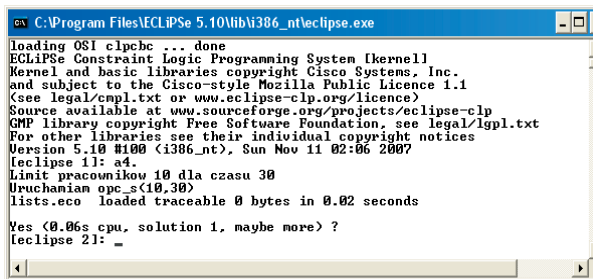 C:\Program Files\ECLiPSe 5.10\lib\i386_nt\eclipse.exe
loading OSI clpcbc ... done
ECLiPSe Constraint Logic Programming System [kernel]
Kernel and basic libraries copyright Cisco Systems, Inc.
and subject to the Cisco-style Mozilla Public Licence 1.1
(see legal/cmpl.txt or www.eclipse-clp.org/licence)
Source available at www.sourceforge.org/projects/eclipse-clp
GMP library copyright Free Software Foundation, see legal/lgpl.txt
For other libraries see their individual copyright notices
Version 5.10 #100 (i386_nt), Sun Nov 11 02:06 2007
[eclipse 1]: a4.
Limit pracownikow 10 dla czasu 30
Uruchamiam opc_s(10,30)
lists.eco  loaded traceable 0 bytes in 0.02 seconds
Yes (0.06s cpu, solution 1, maybe more) ?
[eclipse 2]: _